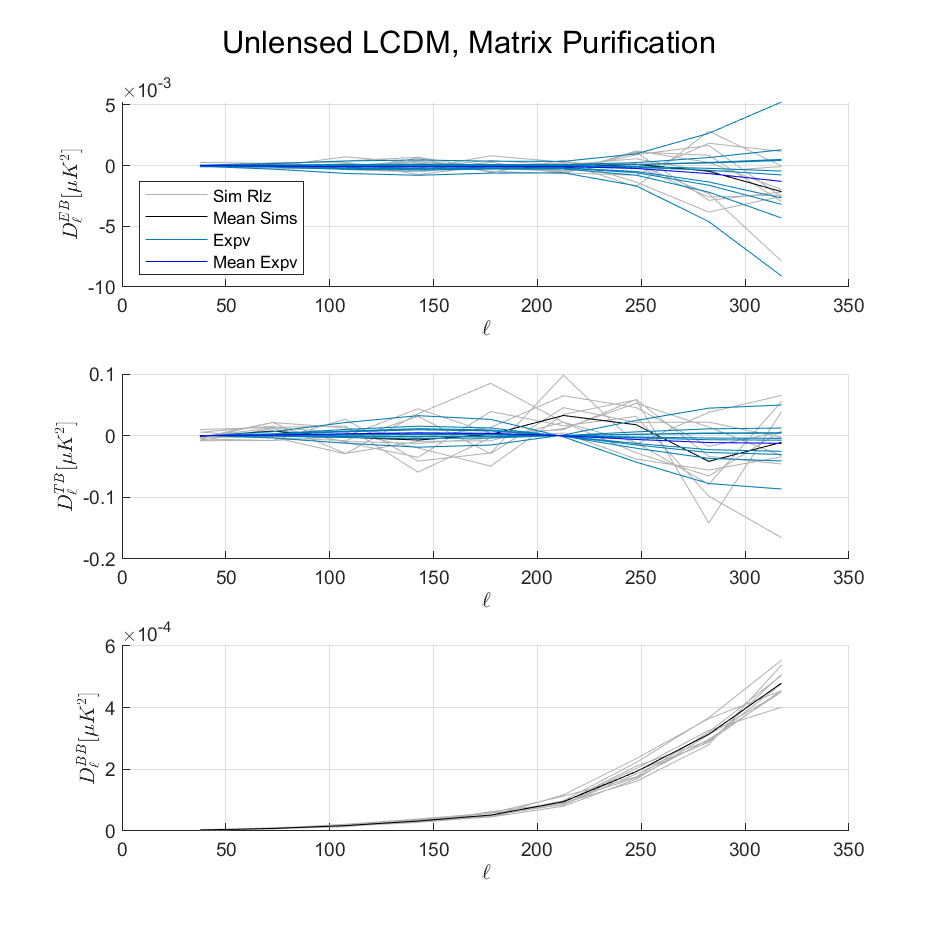 Unlensed LCDM, Matrix Purification
×10⁻³
5
0
-5
-10
D_ℓ^{EB}[μK²]
Sim Rlz
Mean Sims
Expv
Mean Expv
0 50 100 150 200 250 300 350
ℓ
0.1
0
-0.1
-0.2
D_ℓ^{TB}[μK²]
0 50 100 150 200 250 300 350
ℓ
×10⁻⁴
6
4
2
0
D_ℓ^{BB}[μK²]
0 50 100 150 200 250 300 350
ℓ